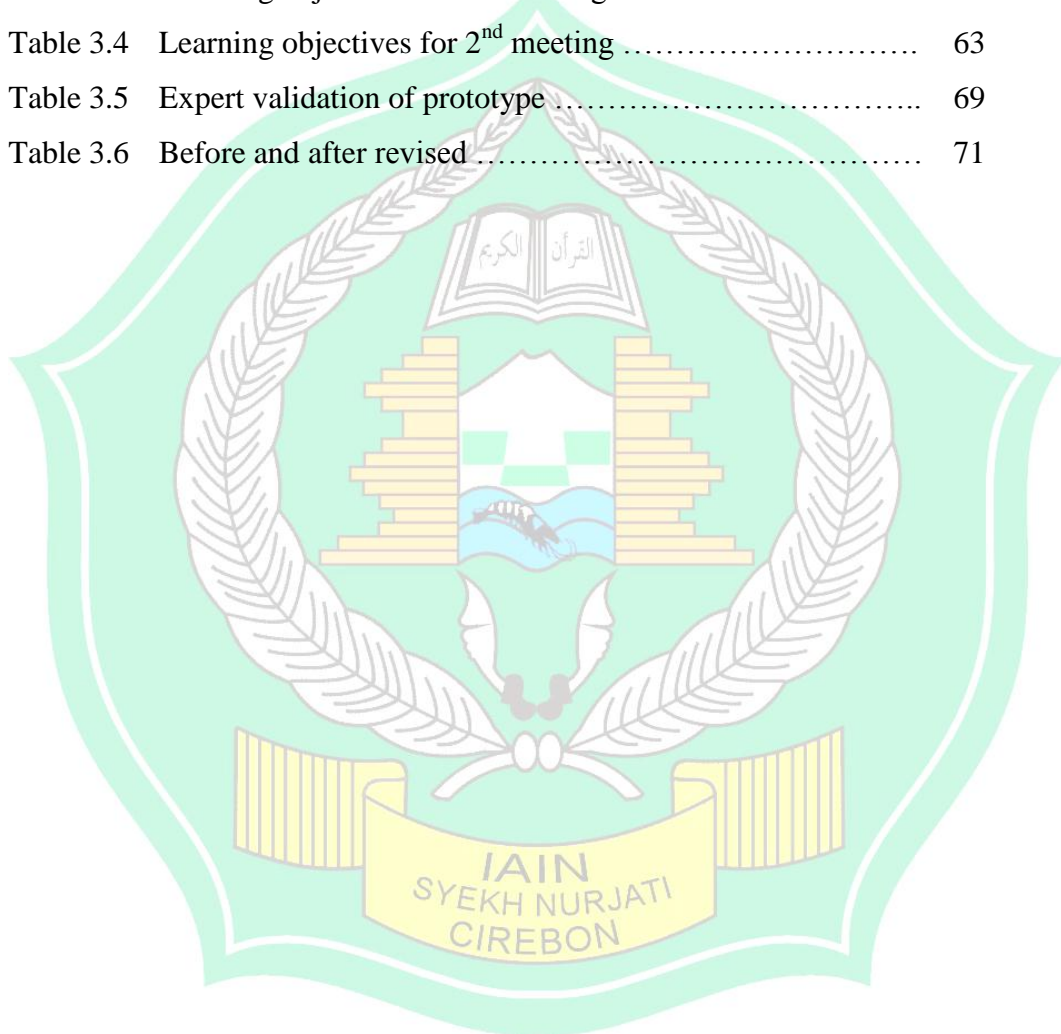 Table 3.4 Learning objectives for 2nd meeting ………………………. 63
Table 3.5 Expert validation of prototype …………………………….. 69
Table 3.6 Before and after revised …………………………………… 71
القرأن الكريم
IAIN
SYEKH NURJATI
CIREBON